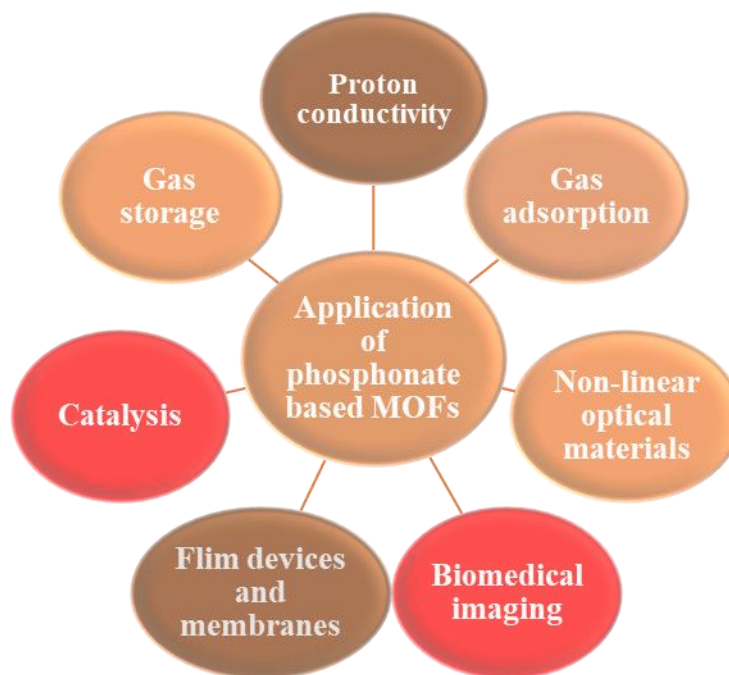 Proton
conductivity
Gas
storage
Gas
adsorption
Application
of
phosphonate
based MOFs
Catalysis
Non-linear
optical
materials
Flim devices
and
membranes
Biomedical
imaging